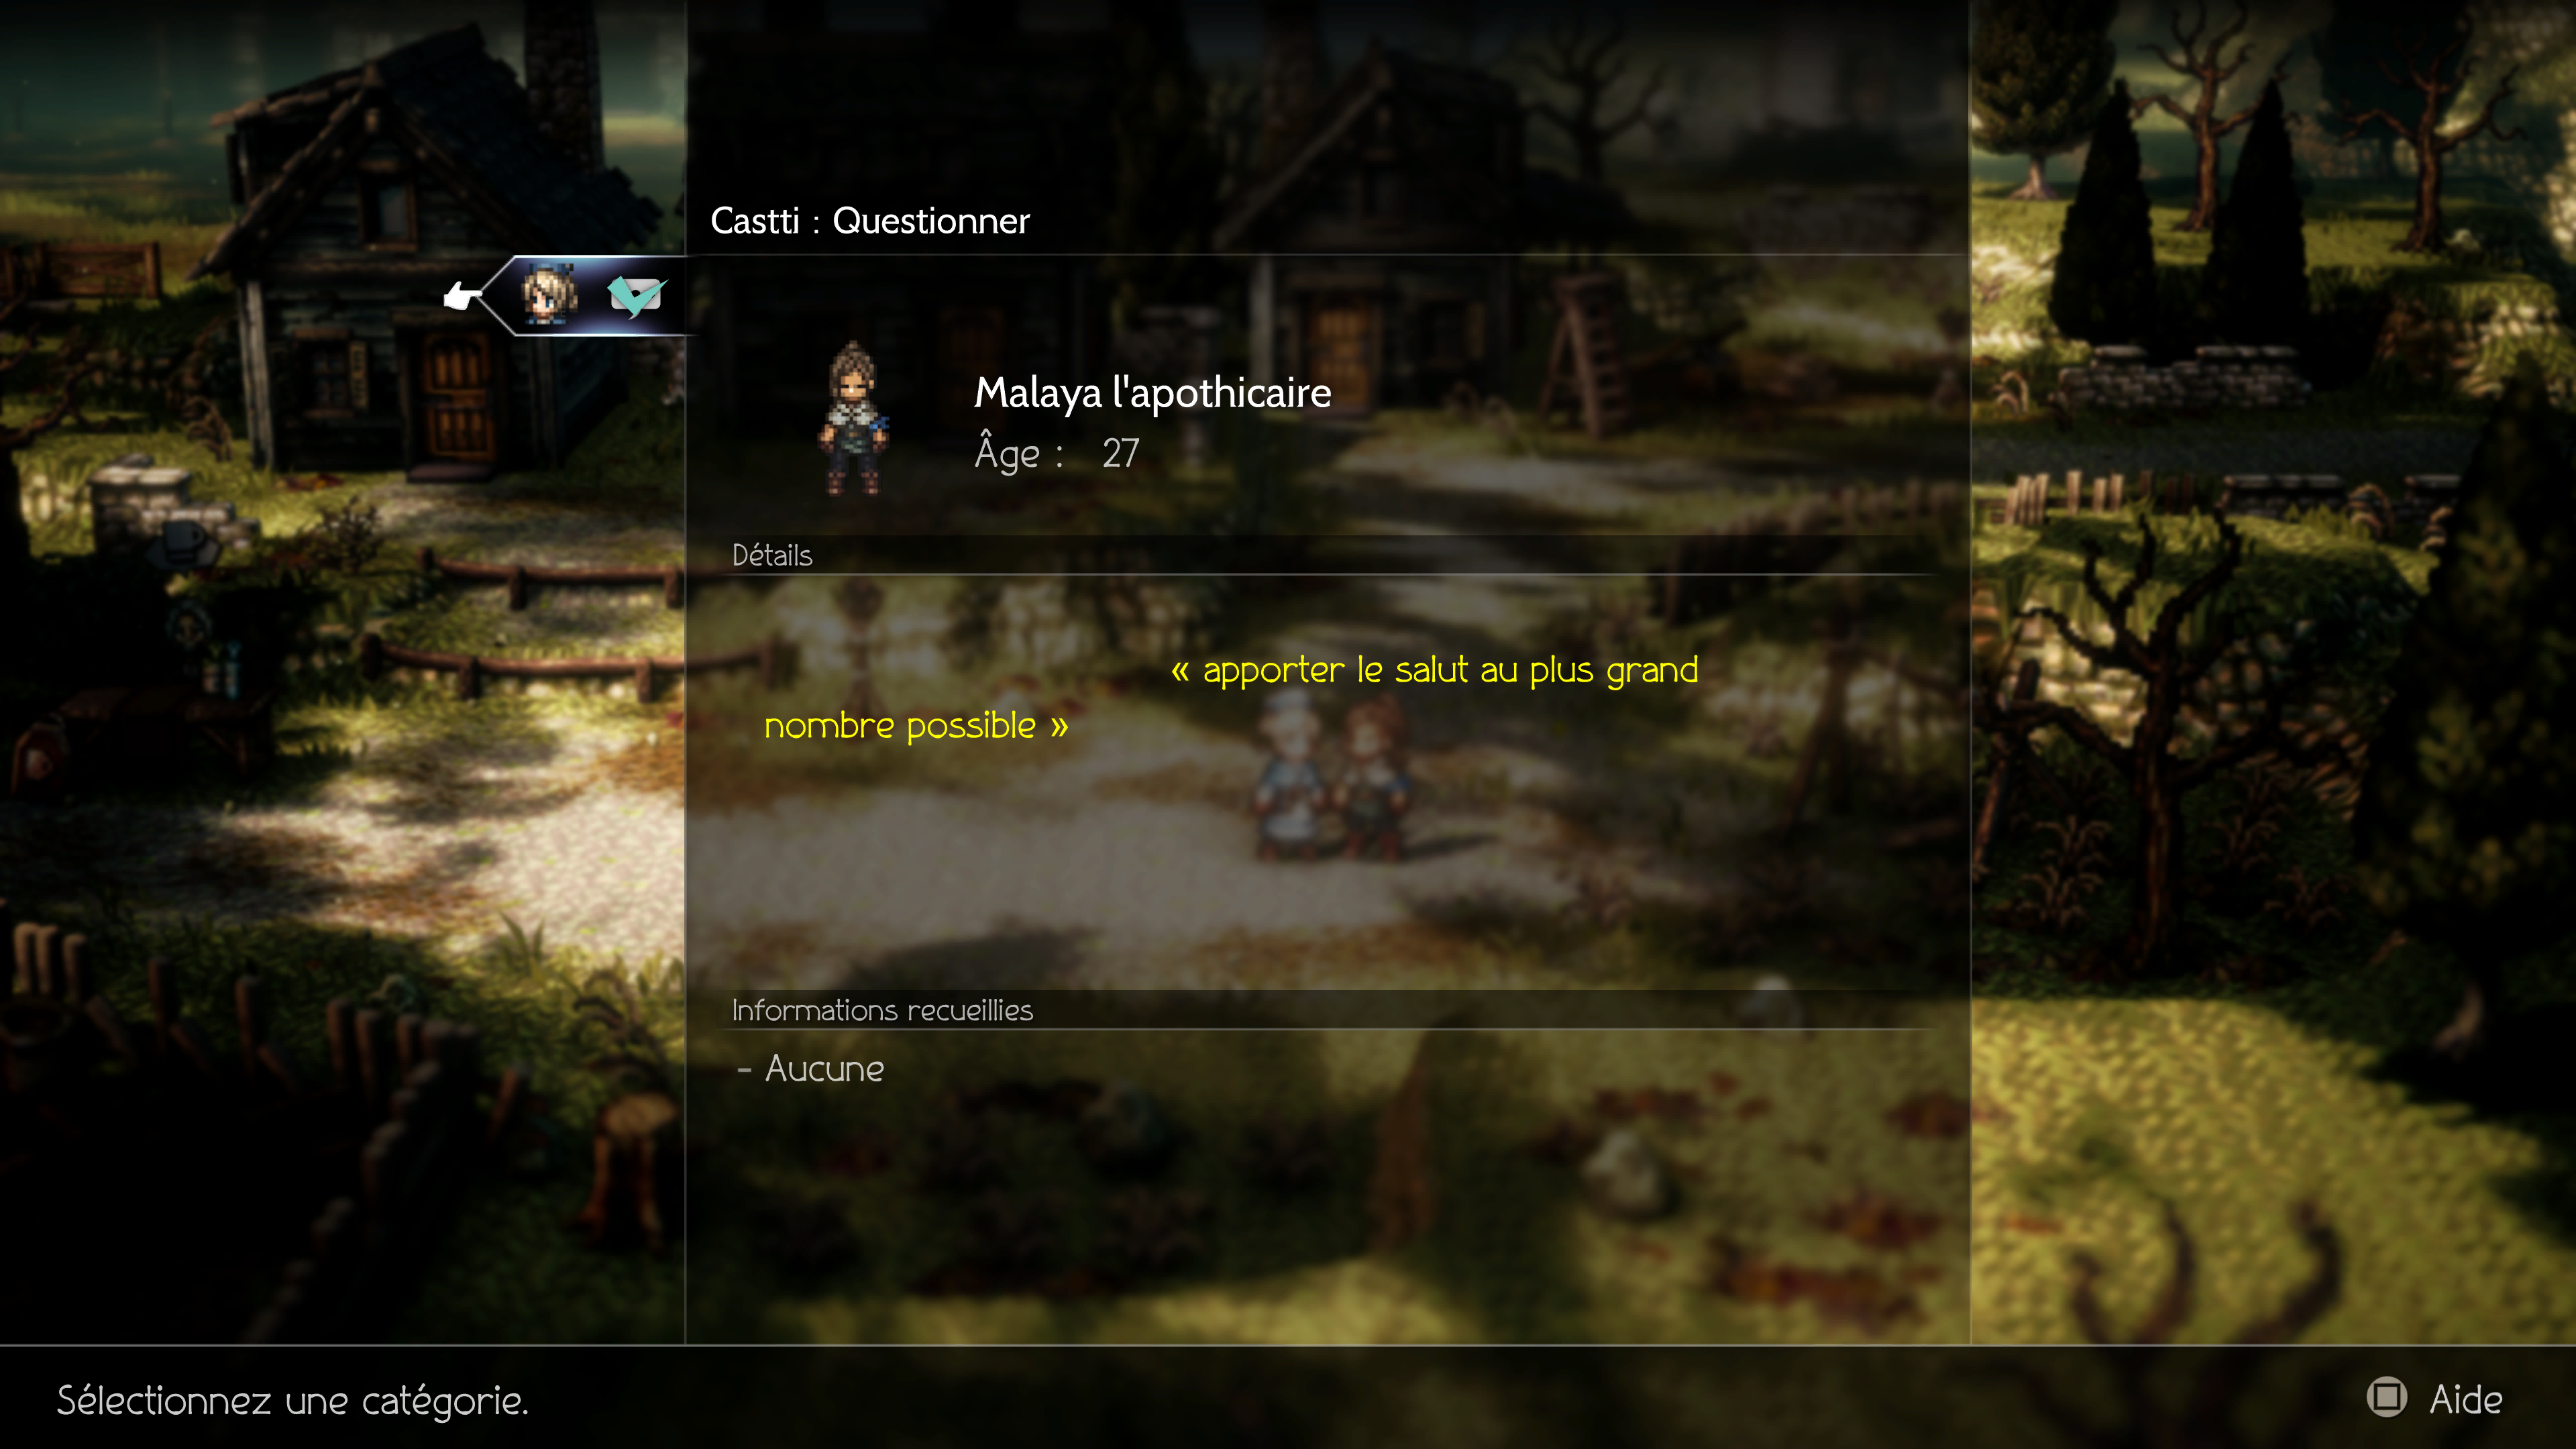 Castti : Questionner
Malaya l'apothicaire
Âge : 27
Détails
« apporter le salut au plus grand
nombre possible »
Informations recueillies
- Aucune
Sélectionnez une catégorie.
Aide